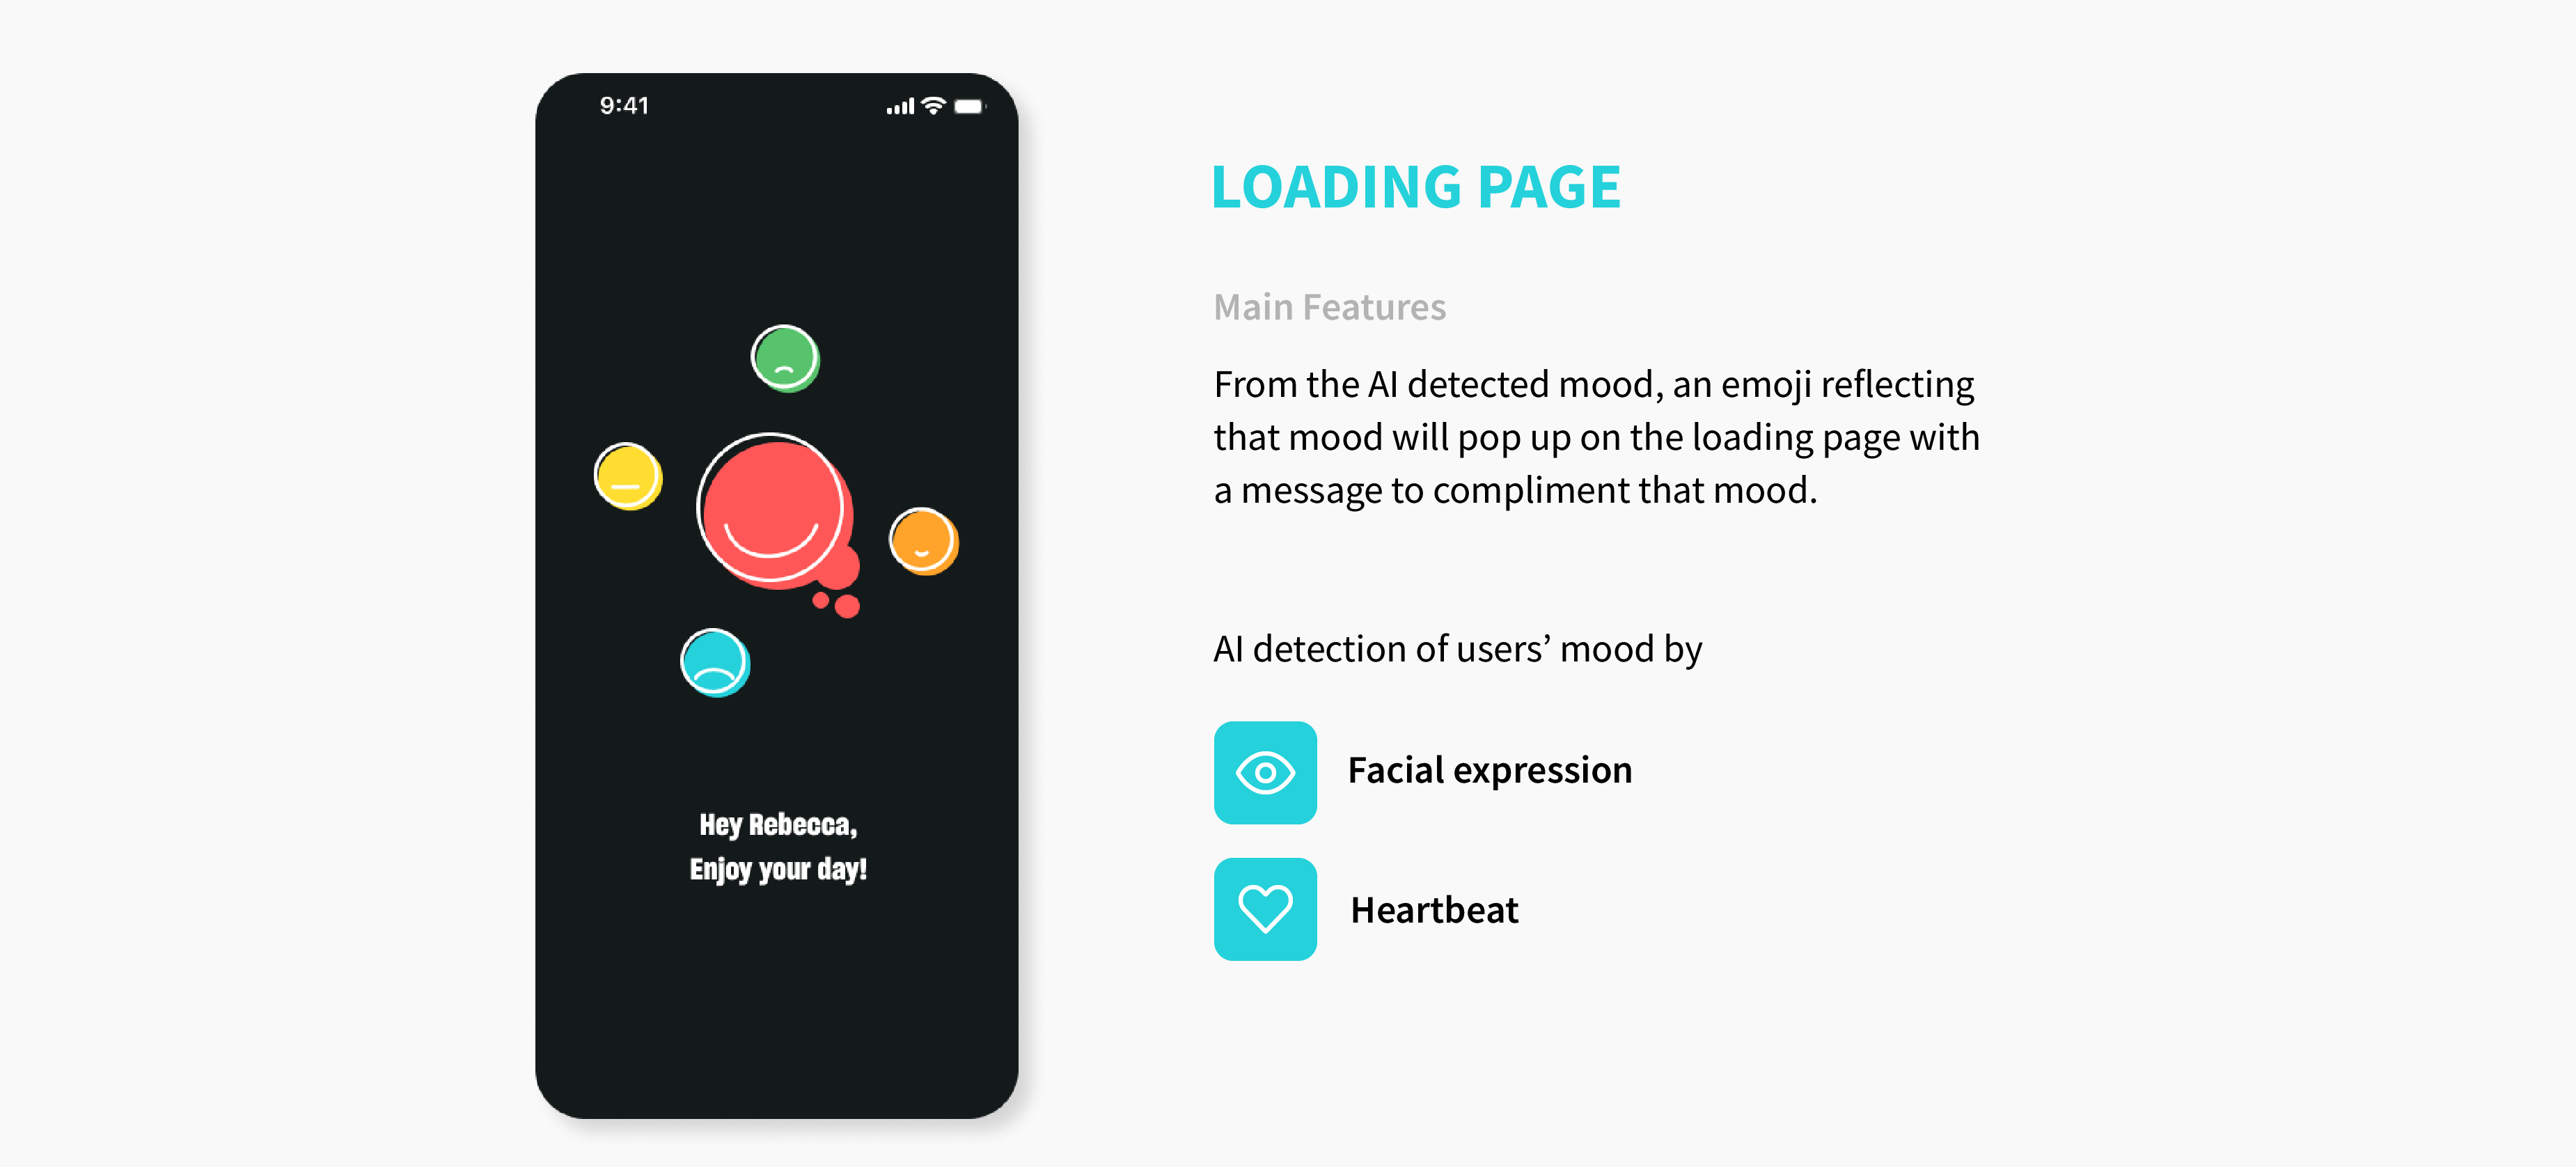 9:41
Hey Rebecca,
Enjoy your day!
LOADING PAGE
Main Features
From the AI detected mood, an emoji reflecting
that mood will pop up on the loading page with
a message to compliment that mood.
AI detection of users’ mood by
Facial expression
Heartbeat